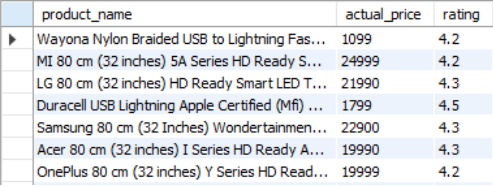 product_name actual_price rating
Wayona Nylon Braided USB to Lightning Fas... 1099 4.2
MI 80 cm (32 inches) 5A Series HD Ready S... 24999 4.2
LG 80 cm (32 inches) HD Ready Smart LED T... 21990 4.3
Duracell USB Lightning Apple Certified (Mfi) ... 1799 4.5
Samsung 80 cm (32 Inches) Wondertainmen... 22900 4.3
Acer 80 cm (32 inches) I Series HD Ready A... 19990 4.3
OnePlus 80 cm (32 inches) Y Series HD Read... 19999 4.2